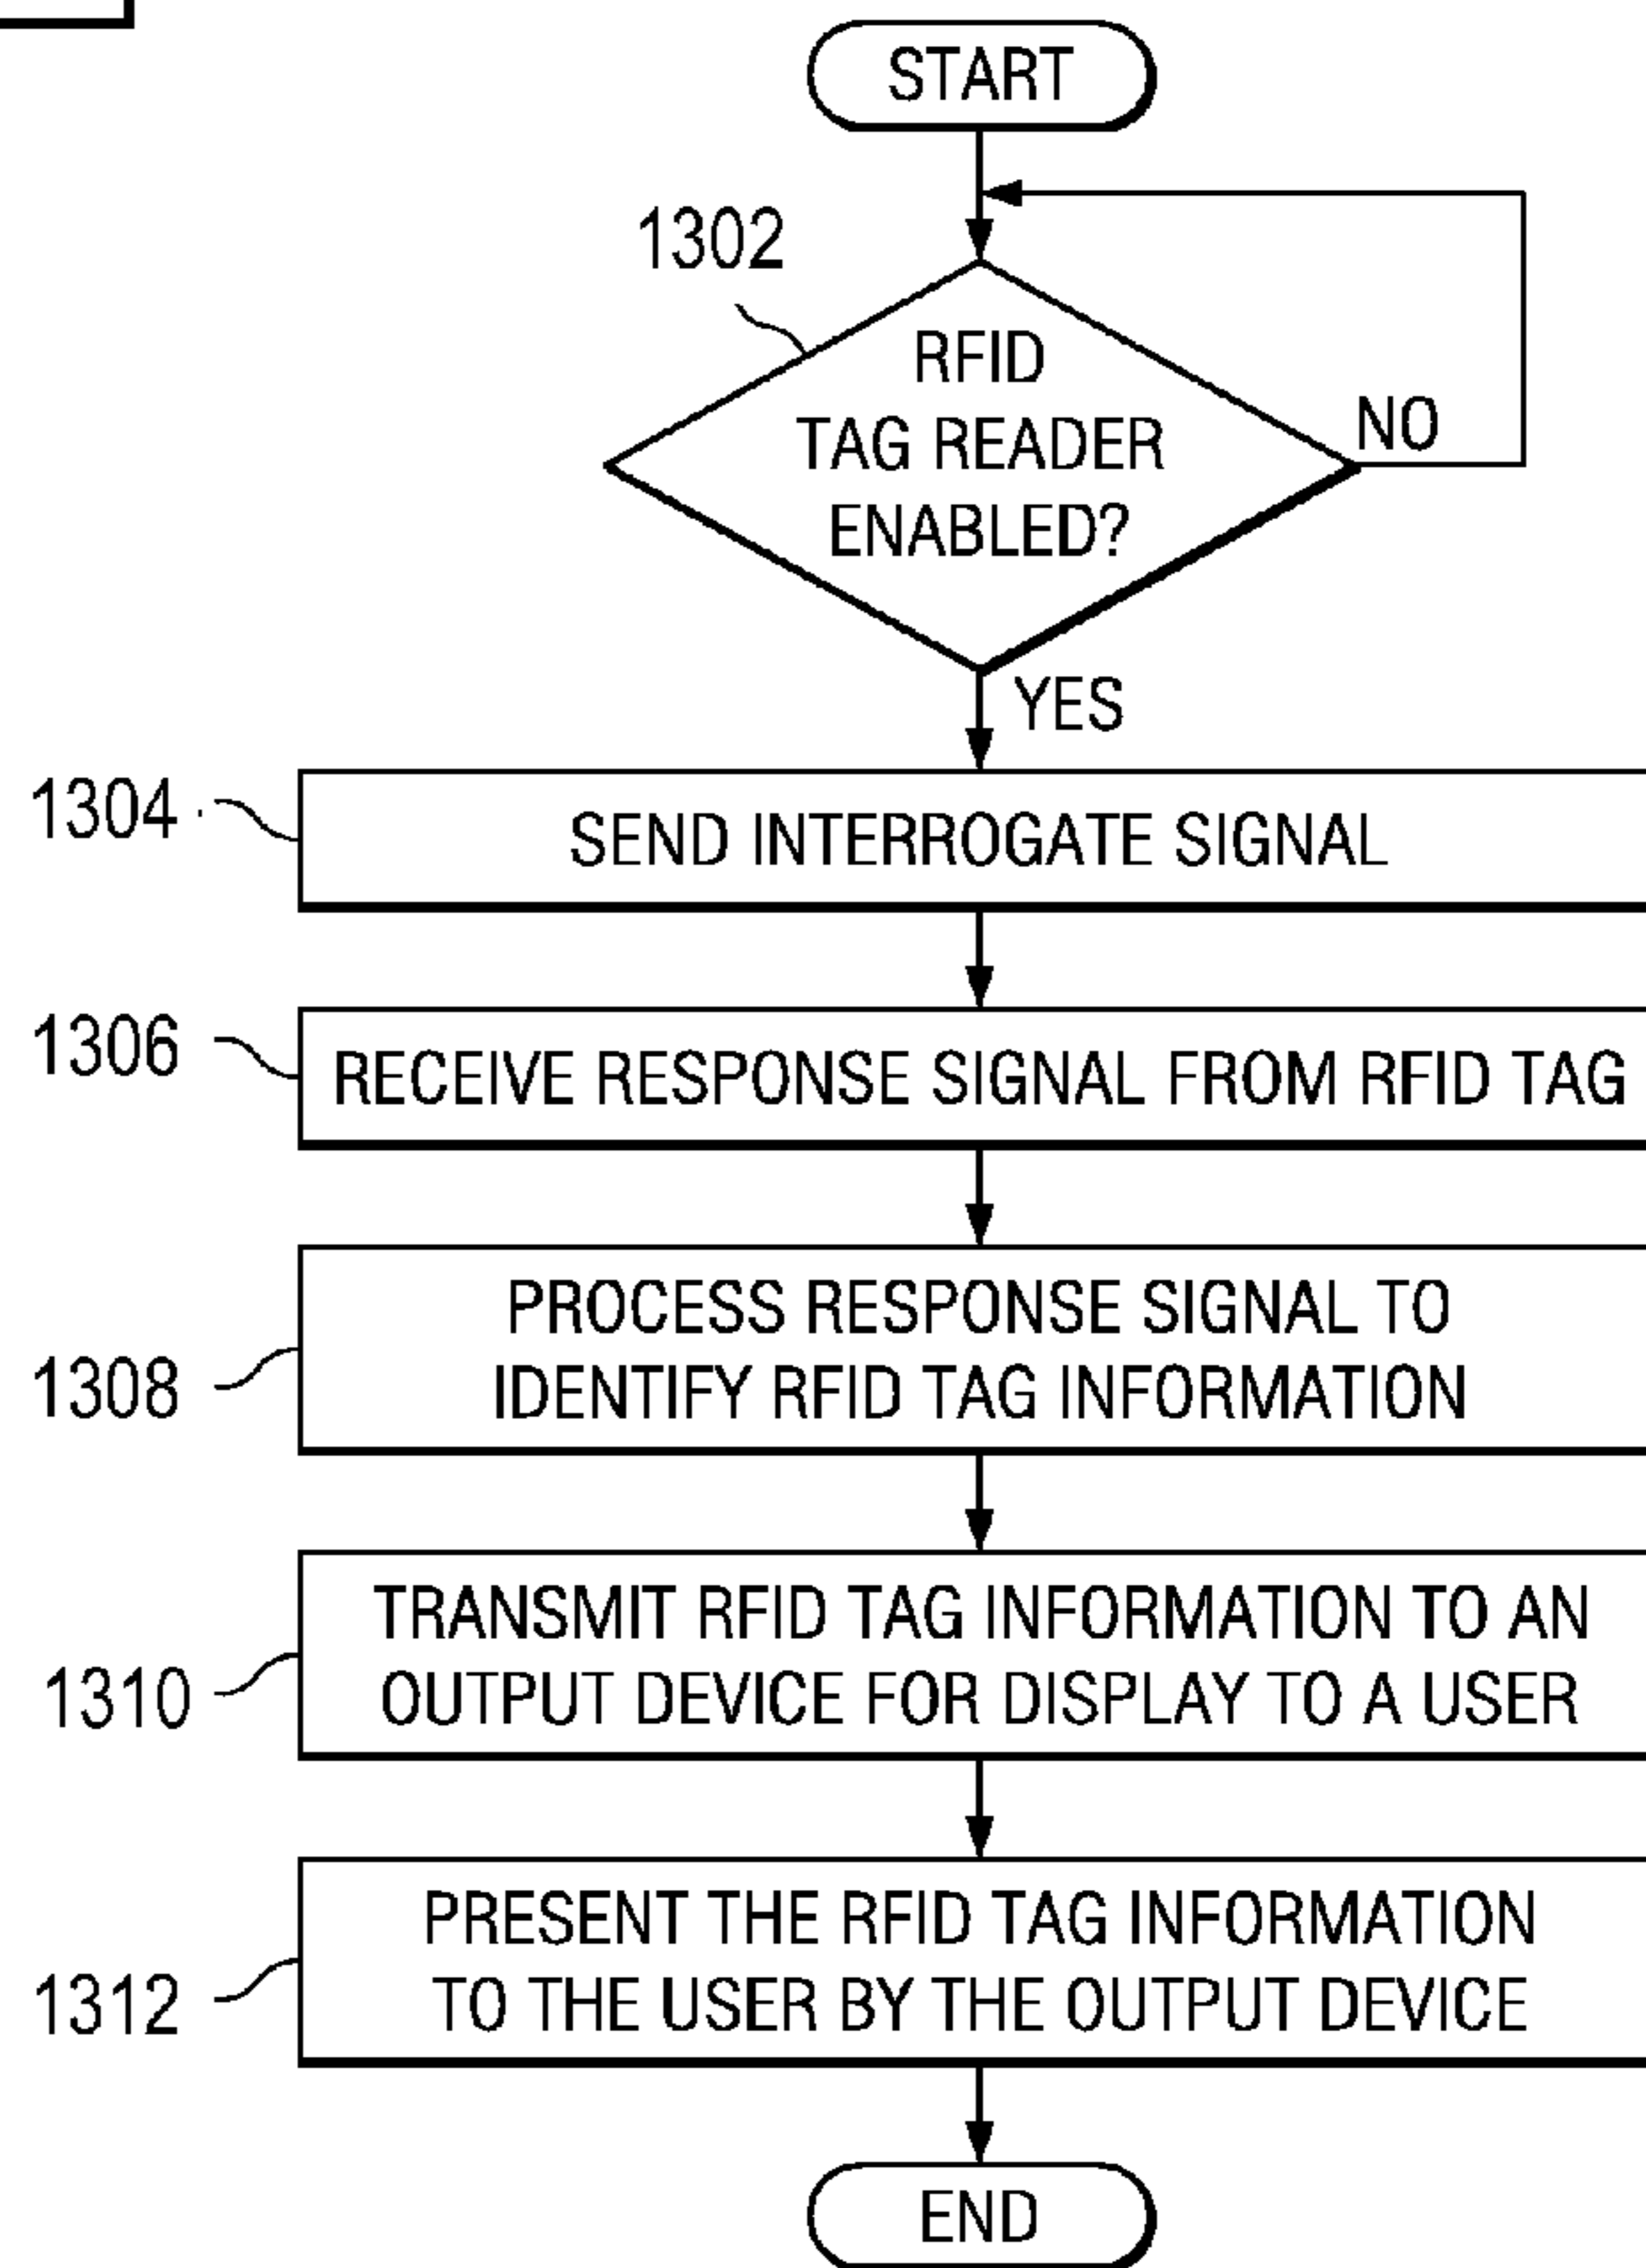 START
1302
RFID
TAG READER
ENABLED?
NO
YES
1304
SEND INTERROGATE SIGNAL
1306
RECEIVE RESPONSE SIGNAL FROM RFID TAG
PROCESS RESPONSE SIGNAL TO
IDENTIFY RFID TAG INFORMATION
1308
TRANSMIT RFID TAG INFORMATION TO AN
OUTPUT DEVICE FOR DISPLAY TO A USER
1310
PRESENT THE RFID TAG INFORMATION
TO THE USER BY THE OUTPUT DEVICE
1312
END